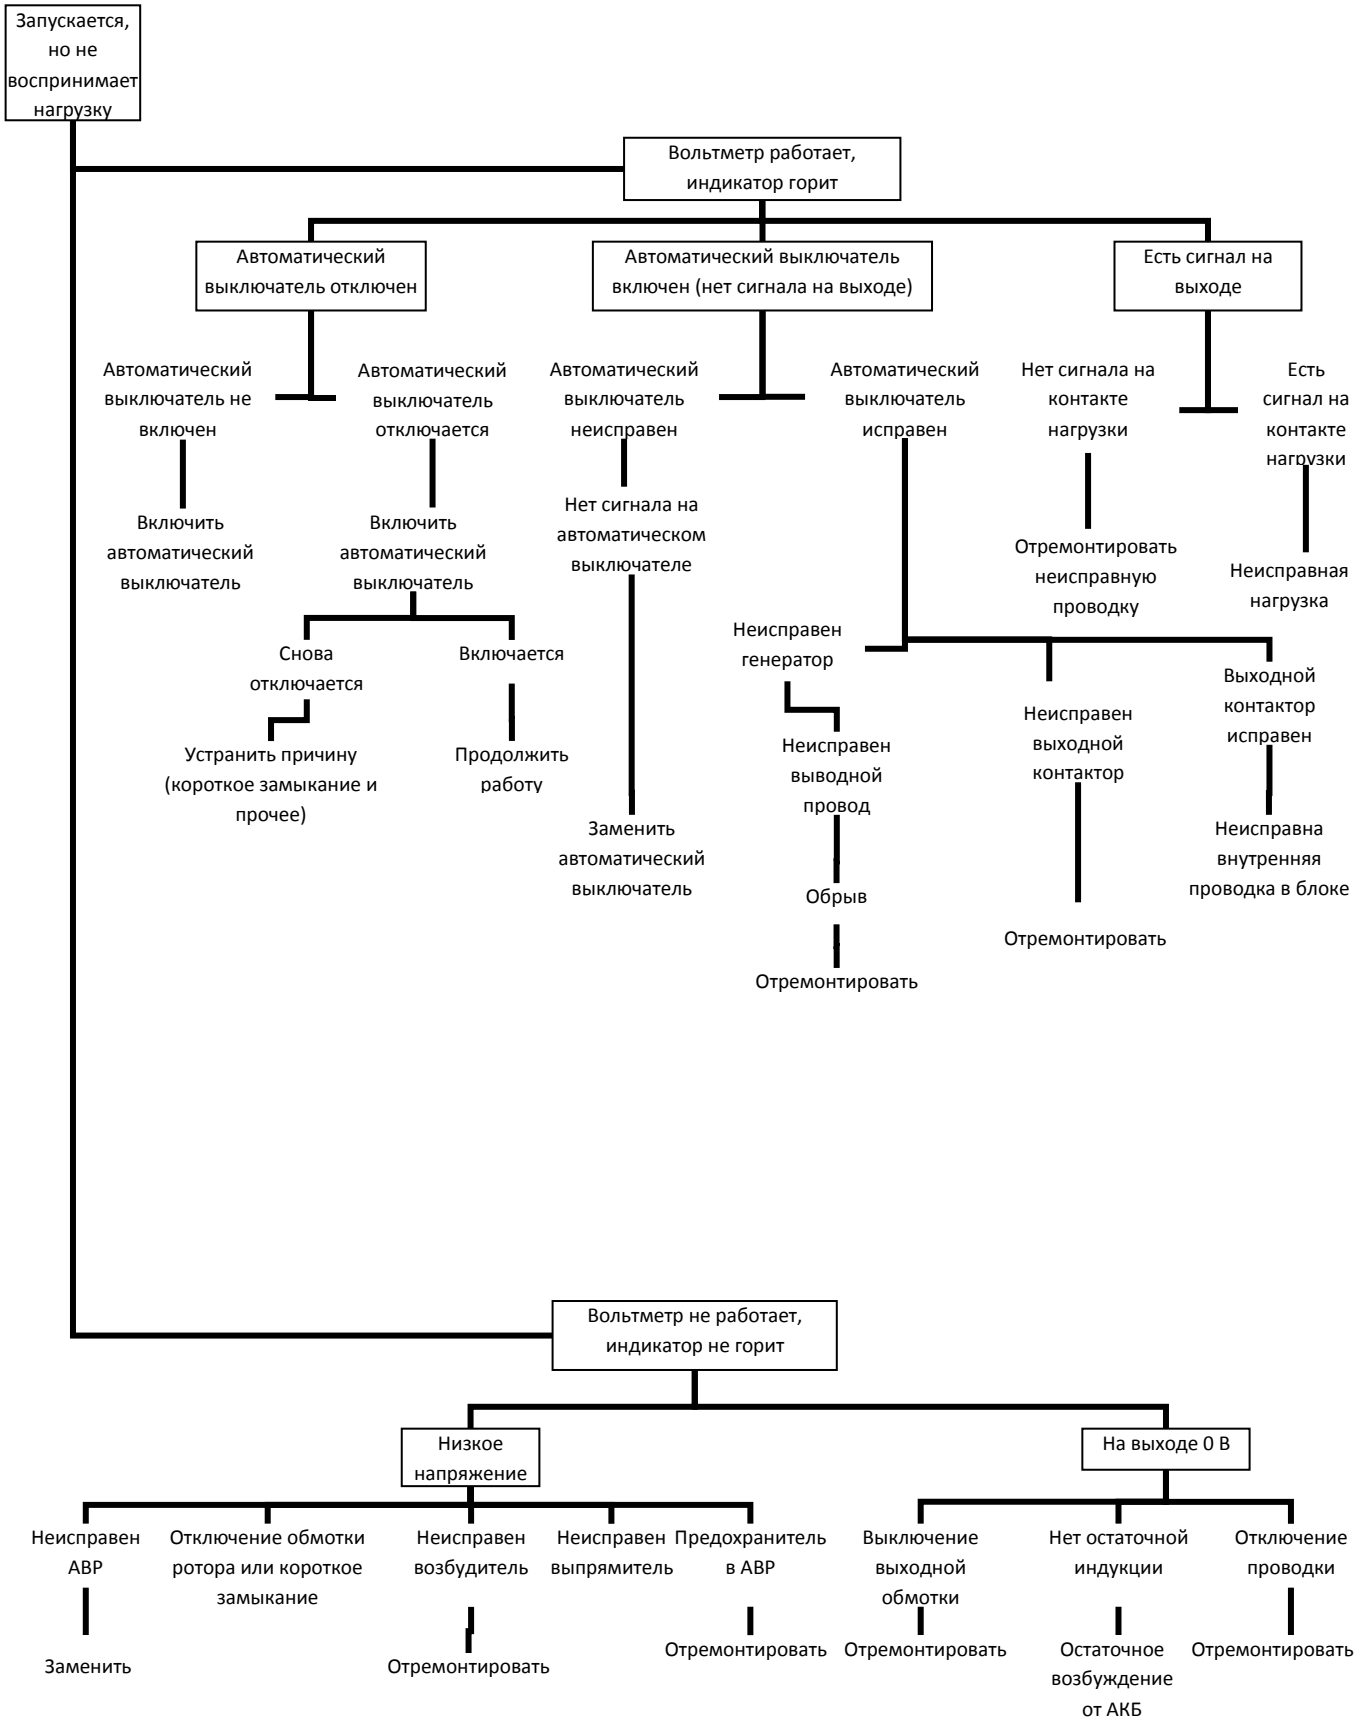 Запускается,
но не
воспринимает
нагрузку
Вольтметр работает,
индикатор горит
Автоматический
выключатель отключен
Автоматический выключатель
включен (нет сигнала на выходе)
Есть сигнал на
выходе
Автоматический
выключатель не
включен
Автоматический
выключатель
отключается
Автоматический
выключатель
неисправен
Автоматический
выключатель
исправен
Нет сигнала на
контакте
нагрузки
Есть
сигнал на
контакте
нагрузки
Включить
автоматический
выключатель
Включить
автоматический
выключатель
Нет сигнала на
автоматическом
выключателе
Отремонтировать
неисправную
проводку
Неисправная
нагрузка
Снова
отключается
Включается
Неисправен
генератор
Неисправен
выходной
контактор
Выходной
контактор
исправен
Устранить причину
(короткое замыкание и
прочее)
Продолжить
работу
Неисправен
выводной
провод
Заменить
автоматический
выключатель
Неисправна
внутренняя
проводка в блоке
Обрыв
Отремонтировать
Отремонтировать
Вольтметр не работает,
индикатор не горит
Низкое
напряжение
На выходе 0 В
Неисправен
АВР
Отключение обмотки
ротора или короткое
замыкание
Неисправен
возбудитель
Неисправен
выпрямитель
Предохранитель
в АВР
Выключение
выходной
обмотки
Нет остаточной
индукции
Отключение
проводки
Заменить
Отремонтировать
Отремонтировать
Отремонтировать
Остаточное
возбуждение
от АКБ
Отремонтировать